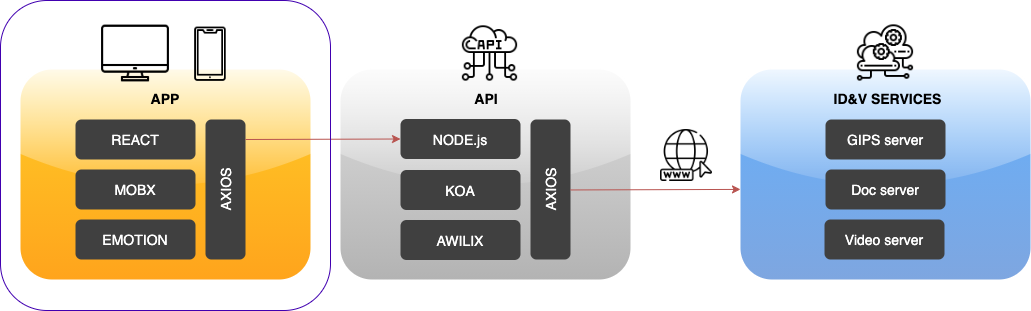 APP
REACT
MOBX
EMOTION
AXIOS
API
API
NODE.js
KOA
AWILIX
AXIOS
WWW
ID&V SERVICES
GIPS server
Doc server
Video server